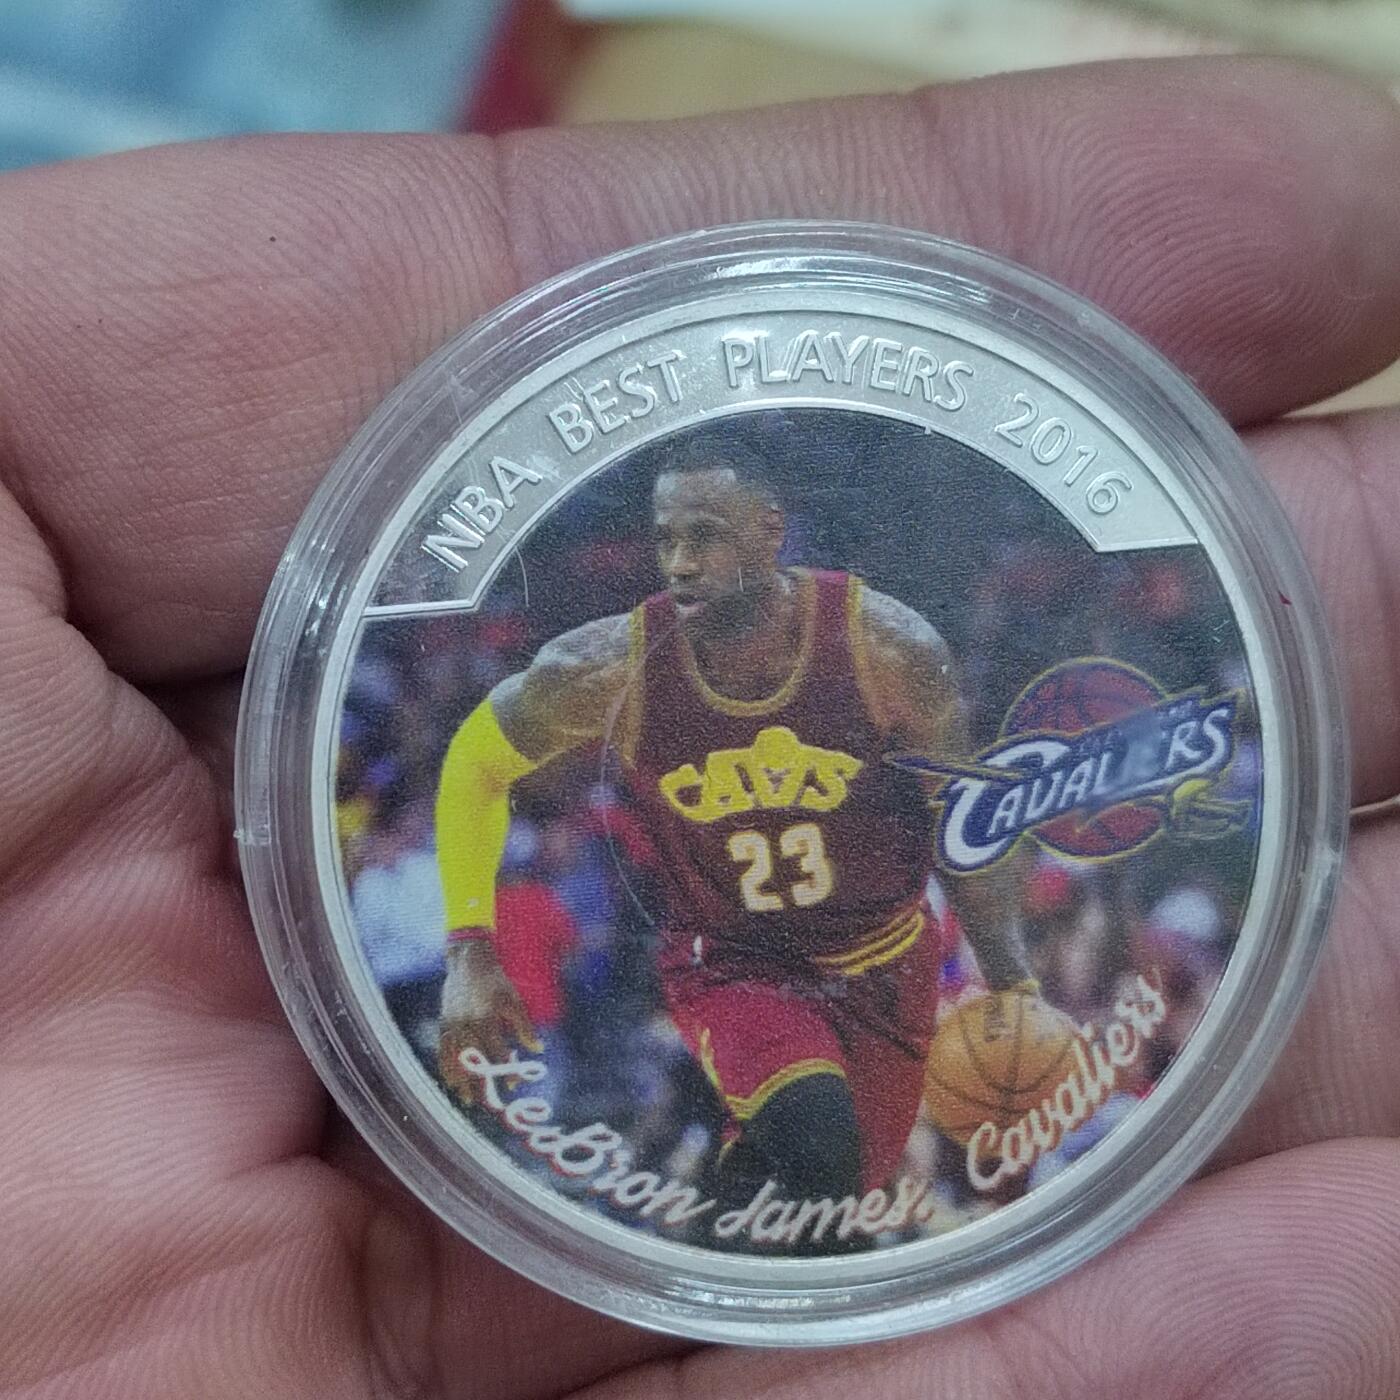 NBA BEST PLAYERS 2016
CAVS
23
CAVALIERS
LeBron James. Cavaliers